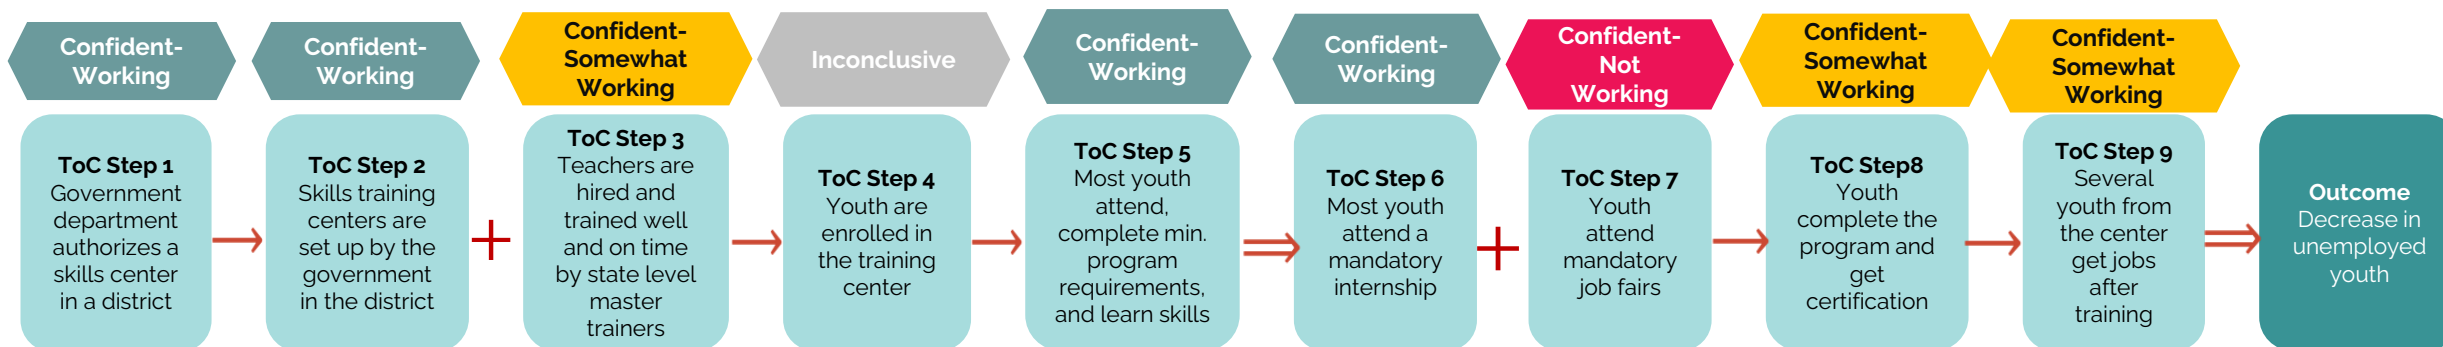 Confident-
Working
Confident-
Working
Confident-
Somewhat
Working
Inconclusive
Confident-
Working
Confident-
Working
Confident-
Not
Working
Confident-
Somewhat
Working
Confident-
Somewhat
Working
ToC Step 1
Government
department
authorizes a
skills center
in a district
ToC Step 2
Skills training
centers are
set up by the
government
in the district
+
ToC Step 3
Teachers are
hired and
trained well
and on time
by state level
master
trainers
ToC Step 4
Youth are
enrolled in
the training
center
ToC Step 5
Most youth
attend,
complete min.
program
requirements,
and learn skills
ToC Step 6
Most youth
attend a
mandatory
internship
+
ToC Step 7
Youth
attend
mandatory
job fairs
ToC Step8
Youth
complete the
program and
get
certification
ToC Step 9
Several
youth from
the center
get jobs
after
training
Outcome
Decrease in
unemployed
youth